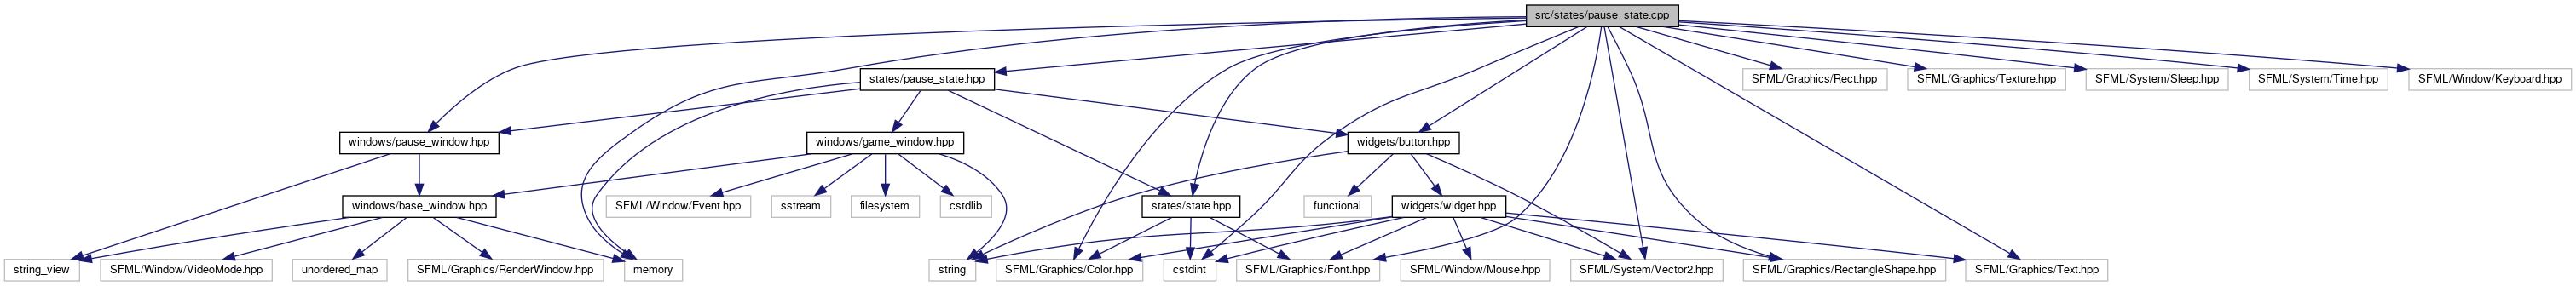 src/states/pause_state.cpp
states/pause_state.hpp
SFML/Graphics/Rect.hpp
SFML/Graphics/Texture.hpp
SFML/System/Sleep.hpp
SFML/System/Time.hpp
SFML/Window/Keyboard.hpp
windows/pause_window.hpp
windows/game_window.hpp
widgets/button.hpp
windows/base_window.hpp
SFML/Window/Event.hpp
sstream
filesystem
cstdlib
states/state.hpp
functional
widgets/widget.hpp
string_view
SFML/Window/VideoMode.hpp
unordered_map
SFML/Graphics/RenderWindow.hpp
memory
string
SFML/Graphics/Color.hpp
cstdint
SFML/Graphics/Font.hpp
SFML/Window/Mouse.hpp
SFML/System/Vector2.hpp
SFML/Graphics/RectangleShape.hpp
SFML/Graphics/Text.hpp